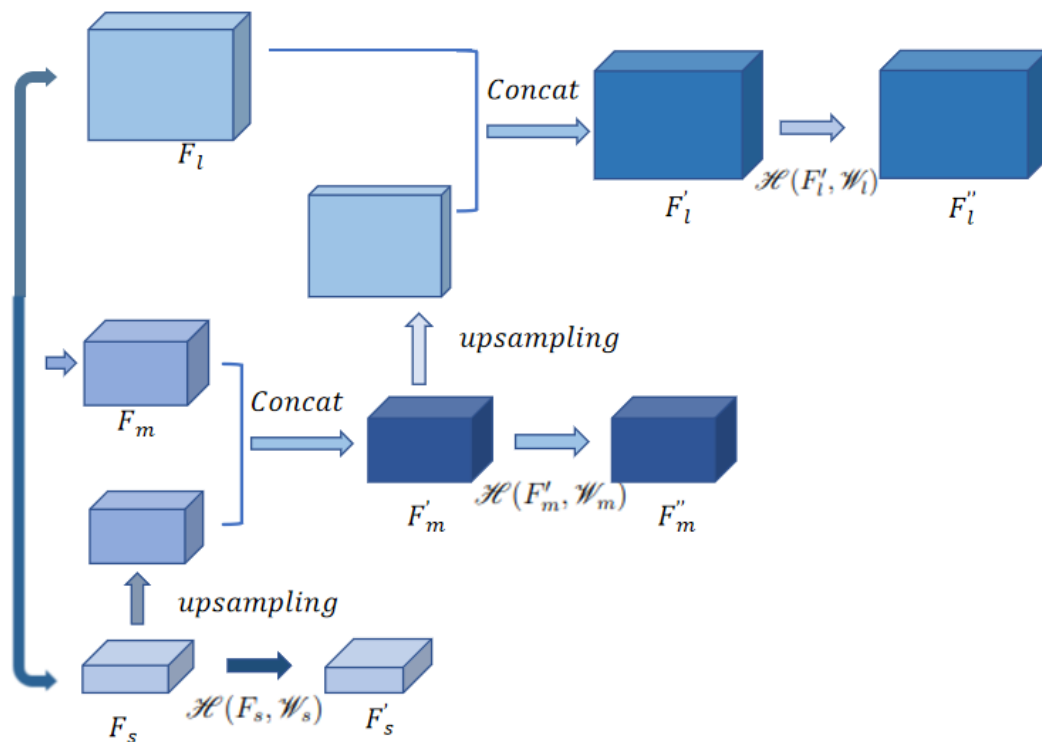 Concat
F_l
F'_l
ℋ(F'_l, 𝒲_l)
F''_l
upsampling
F_m
Concat
F'_m
ℋ(F'_m, 𝒲_m)
F''_m
upsampling
F_s
ℋ(F_s, 𝒲_s)
F'_s